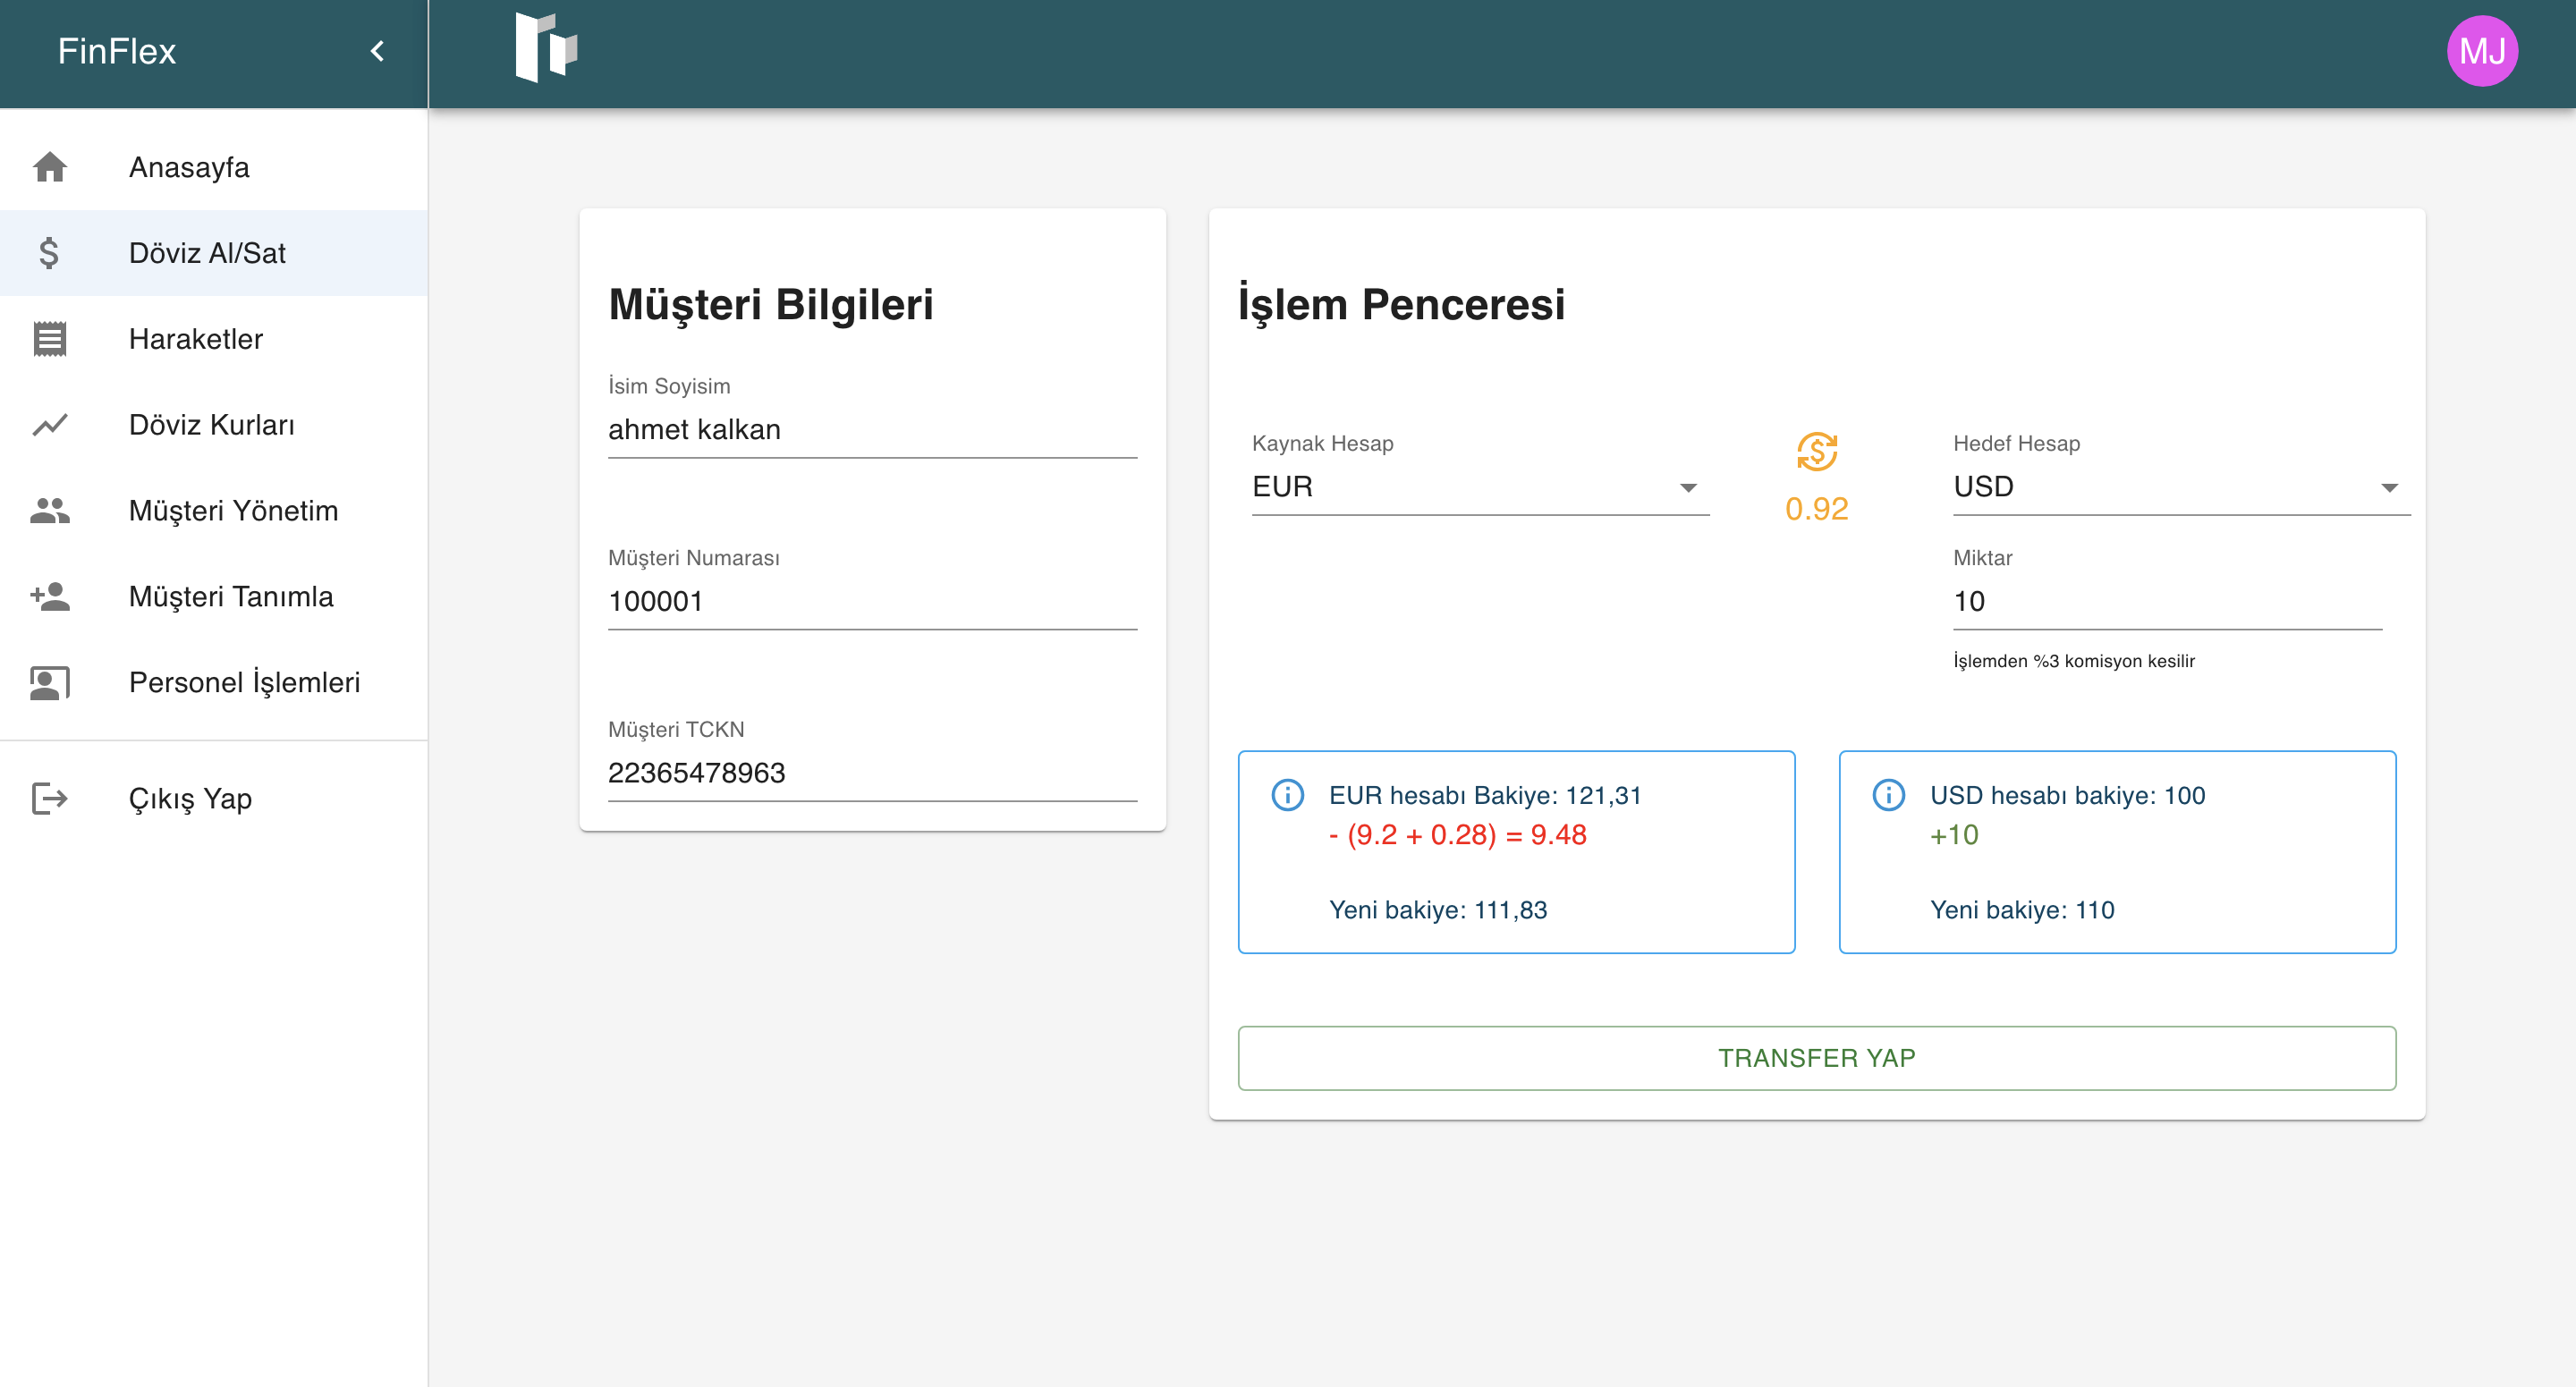 FinFlex
MJ
Anasayfa
Döviz Al/Sat
Haraketler
Döviz Kurları
Müşteri Yönetim
Müşteri Tanımla
Personel İşlemleri
Çıkış Yap
Müşteri Bilgileri
İsim Soyisim
ahmet kalkan
Müşteri Numarası
100001
Müşteri TCKN
22365478963
İşlem Penceresi
Kaynak Hesap
EUR
0.92
Hedef Hesap
USD
Miktar
10
İşlemden %3 komisyon kesilir
EUR hesabı Bakiye: 121,31
- (9.2 + 0.28) = 9.48
Yeni bakiye: 111,83
USD hesabı bakiye: 100
+10
Yeni bakiye: 110
TRANSFER YAP